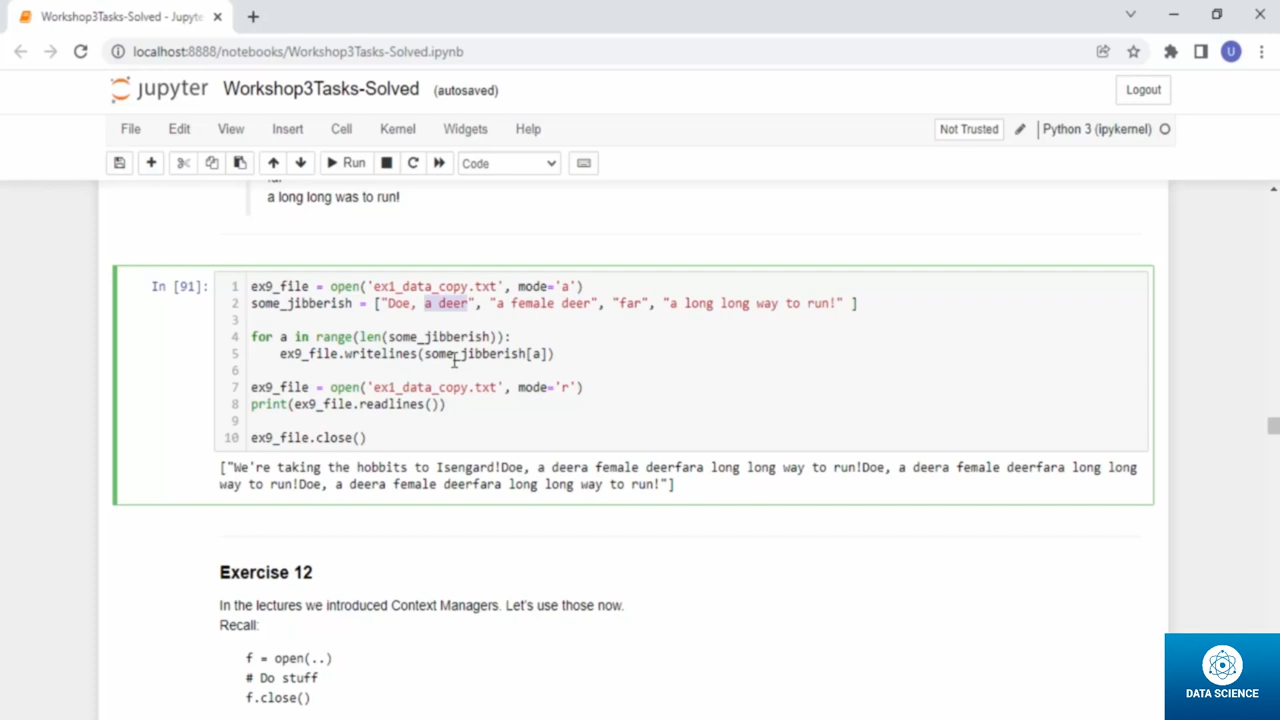 Workshop3Tasks-Solved - Jupyte
localhost:8888/notebooks/Workshop3Tasks-Solved.ipynb
U
jupyter Workshop3Tasks-Solved (autosaved)
Logout
File Edit View Insert Cell Kernel Widgets Help
Not Trusted Python 3 (ipykernel)
Run Code
a long long was to run!
In [91]:
1 ex9_file = open('ex1_data_copy.txt', mode='a')
2 some_jibberish = ["Doe, a deer", "a female deer", "far", "a long long way to run!" ]
3
4 for a in range(len(some_jibberish)):
5 ex9_file.writelines(some_jibberish[a])
6
7 ex9_file = open('ex1_data_copy.txt', mode='r')
8 print(ex9_file.readlines())
9
10 ex9_file.close()
["We're taking the hobbits to Isengard!Doe, a deera female deerfara long long way to run!Doe, a deera female deerfara long long
way to run!Doe, a deera female deerfara long long way to run!"]
Exercise 12
In the lectures we introduced Context Managers. Let's use those now.
Recall:
f = open(..)
# Do stuff
f.close()
DATA SCIENCE